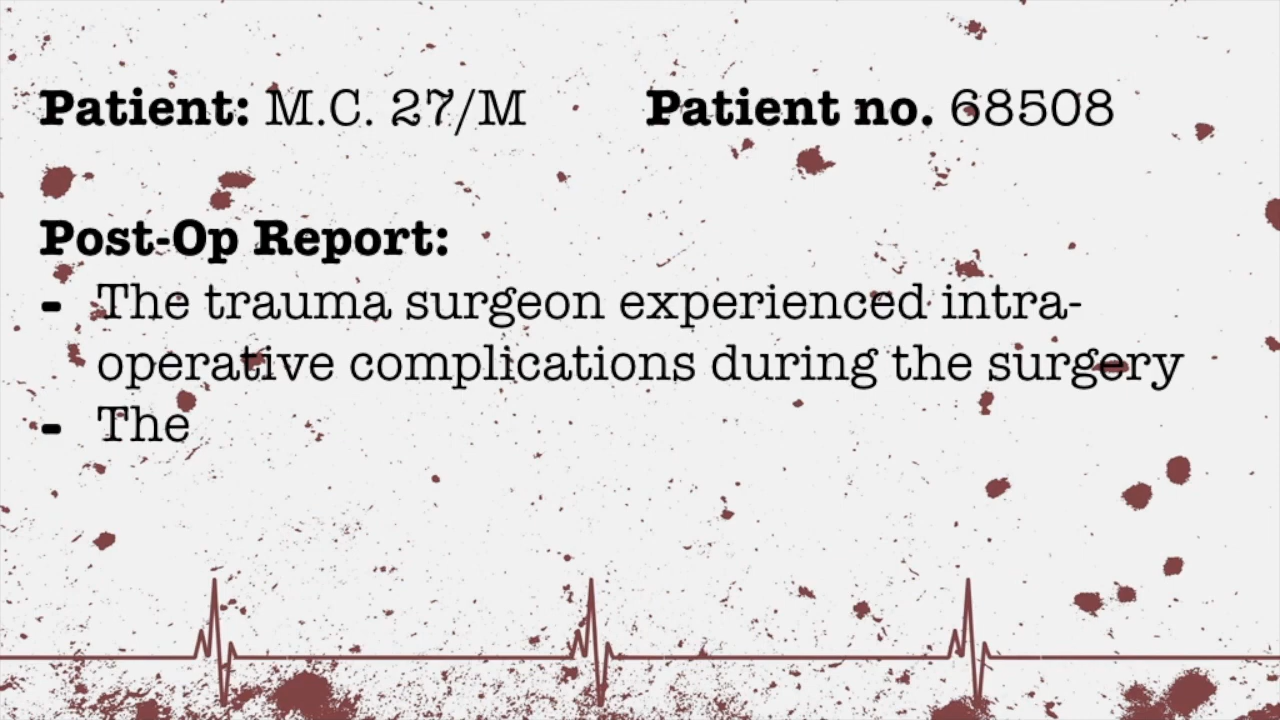 Patient: M.C. 27/M Patient no. 68508
Post-Op Report:
- The trauma surgeon experienced intra-
operative complications during the surgery
- The